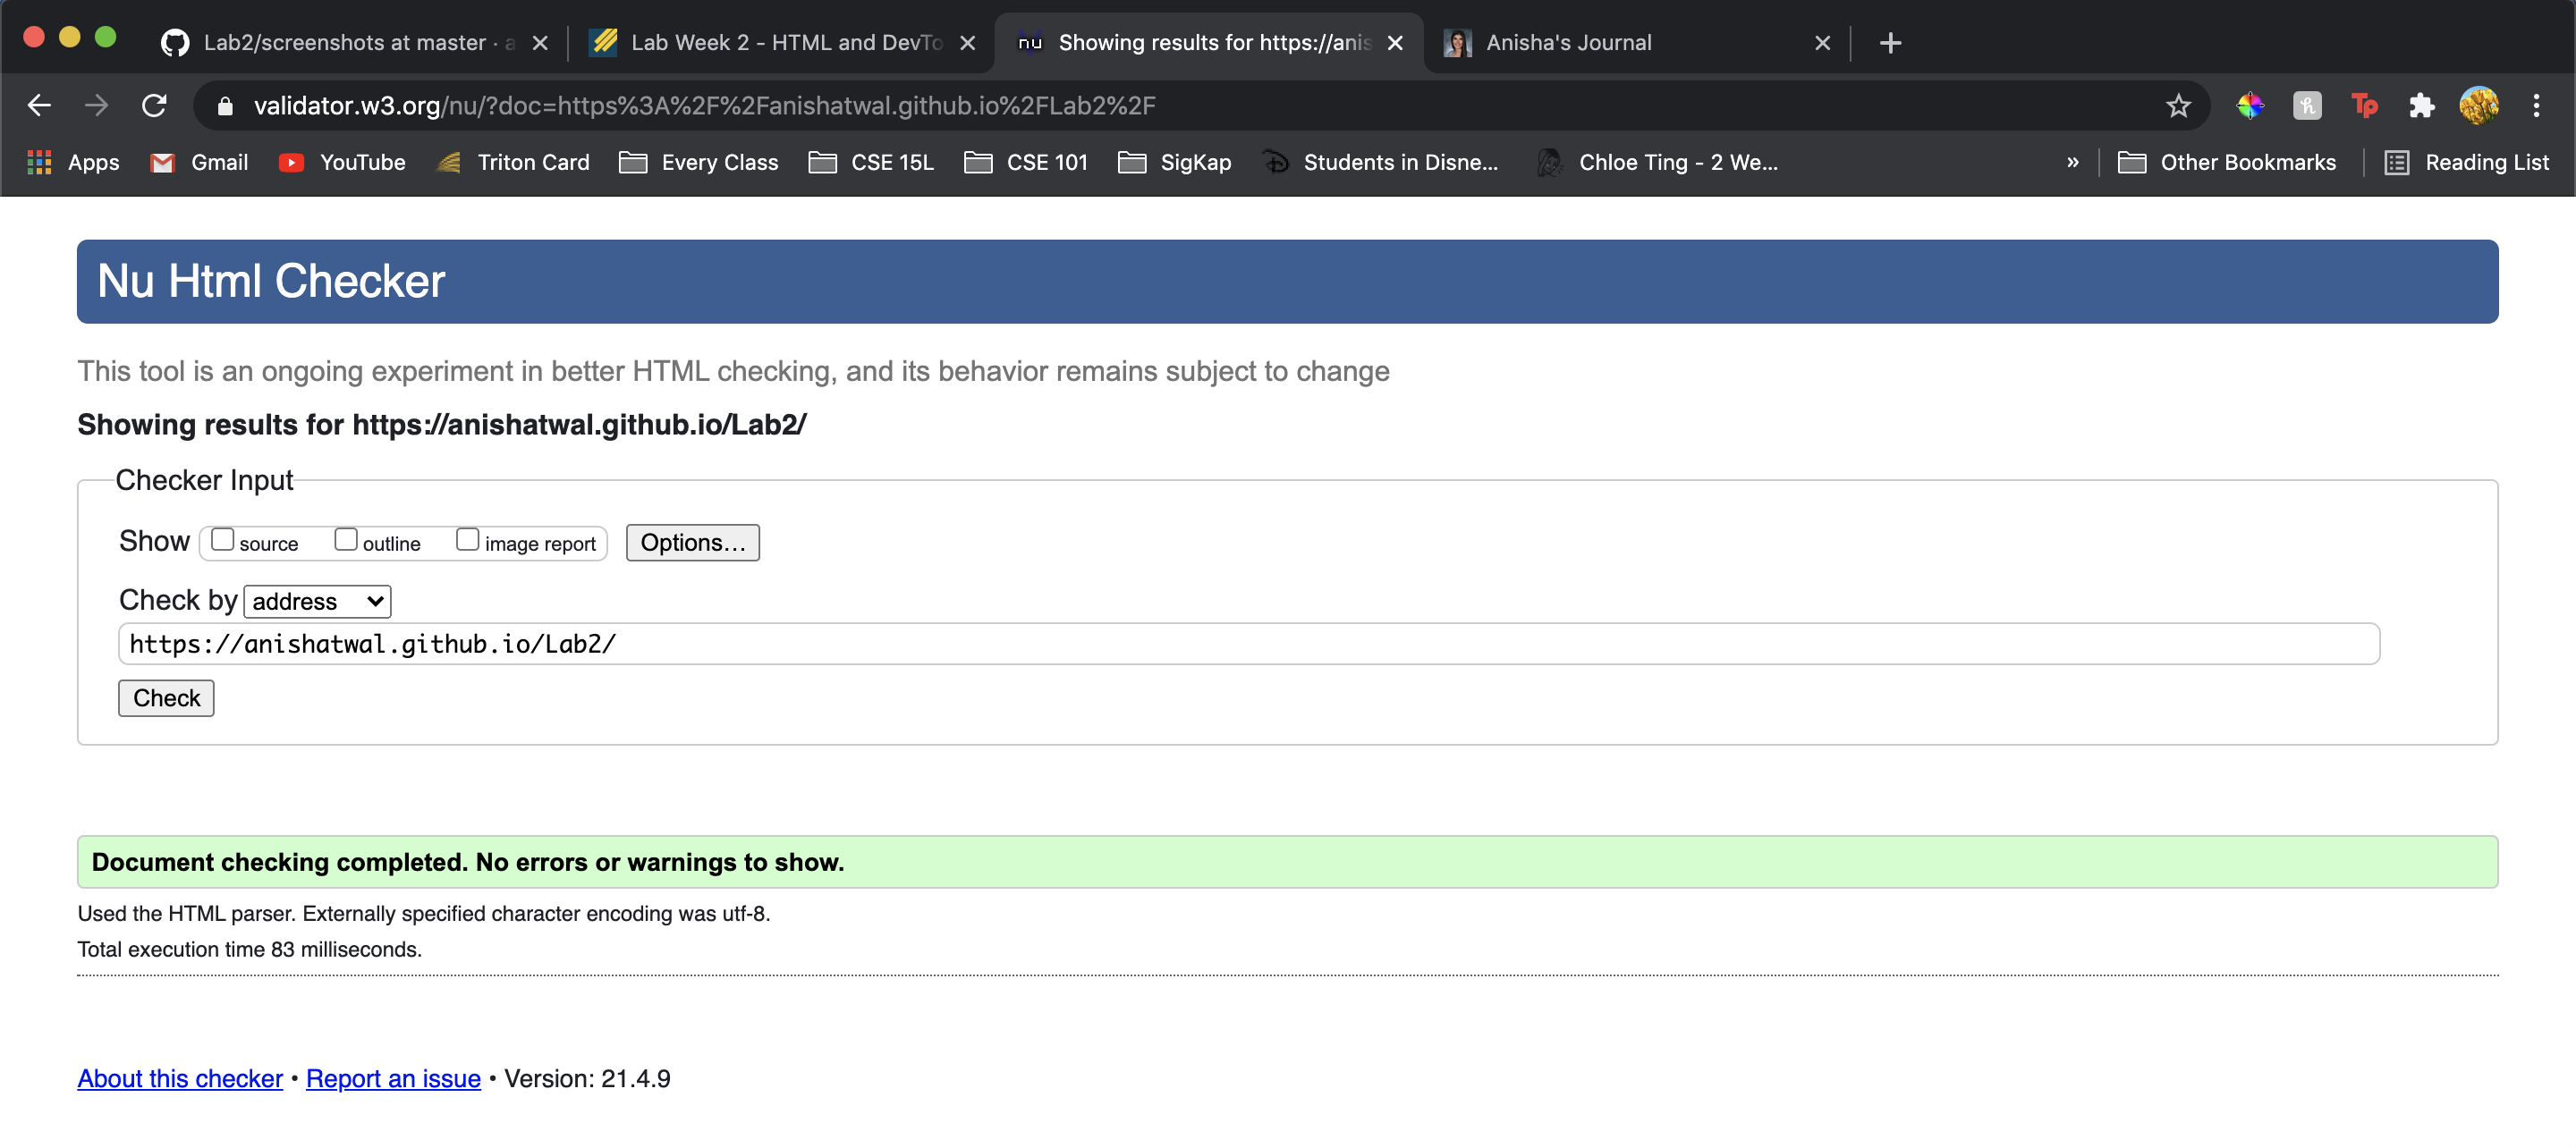 Lab2/screenshots at master · a
Lab Week 2 - HTML and DevTo
nu Showing results for https://anis
Anisha's Journal
validator.w3.org/nu/?doc=https%3A%2F%2Fanishatwal.github.io%2FLab2%2F
Tp
Apps
Gmail
YouTube
Triton Card
Every Class
CSE 15L
CSE 101
SigKap
Students in Disne...
Chloe Ting - 2 We...
»
Other Bookmarks
Reading List
Nu Html Checker
This tool is an ongoing experiment in better HTML checking, and its behavior remains subject to change
Showing results for https://anishatwal.github.io/Lab2/
Checker Input
Show source outline image report Options...
Check by address
https://anishatwal.github.io/Lab2/
Check
Document checking completed. No errors or warnings to show.
Used the HTML parser. Externally specified character encoding was utf-8.
Total execution time 83 milliseconds.
About this checker • Report an issue • Version: 21.4.9